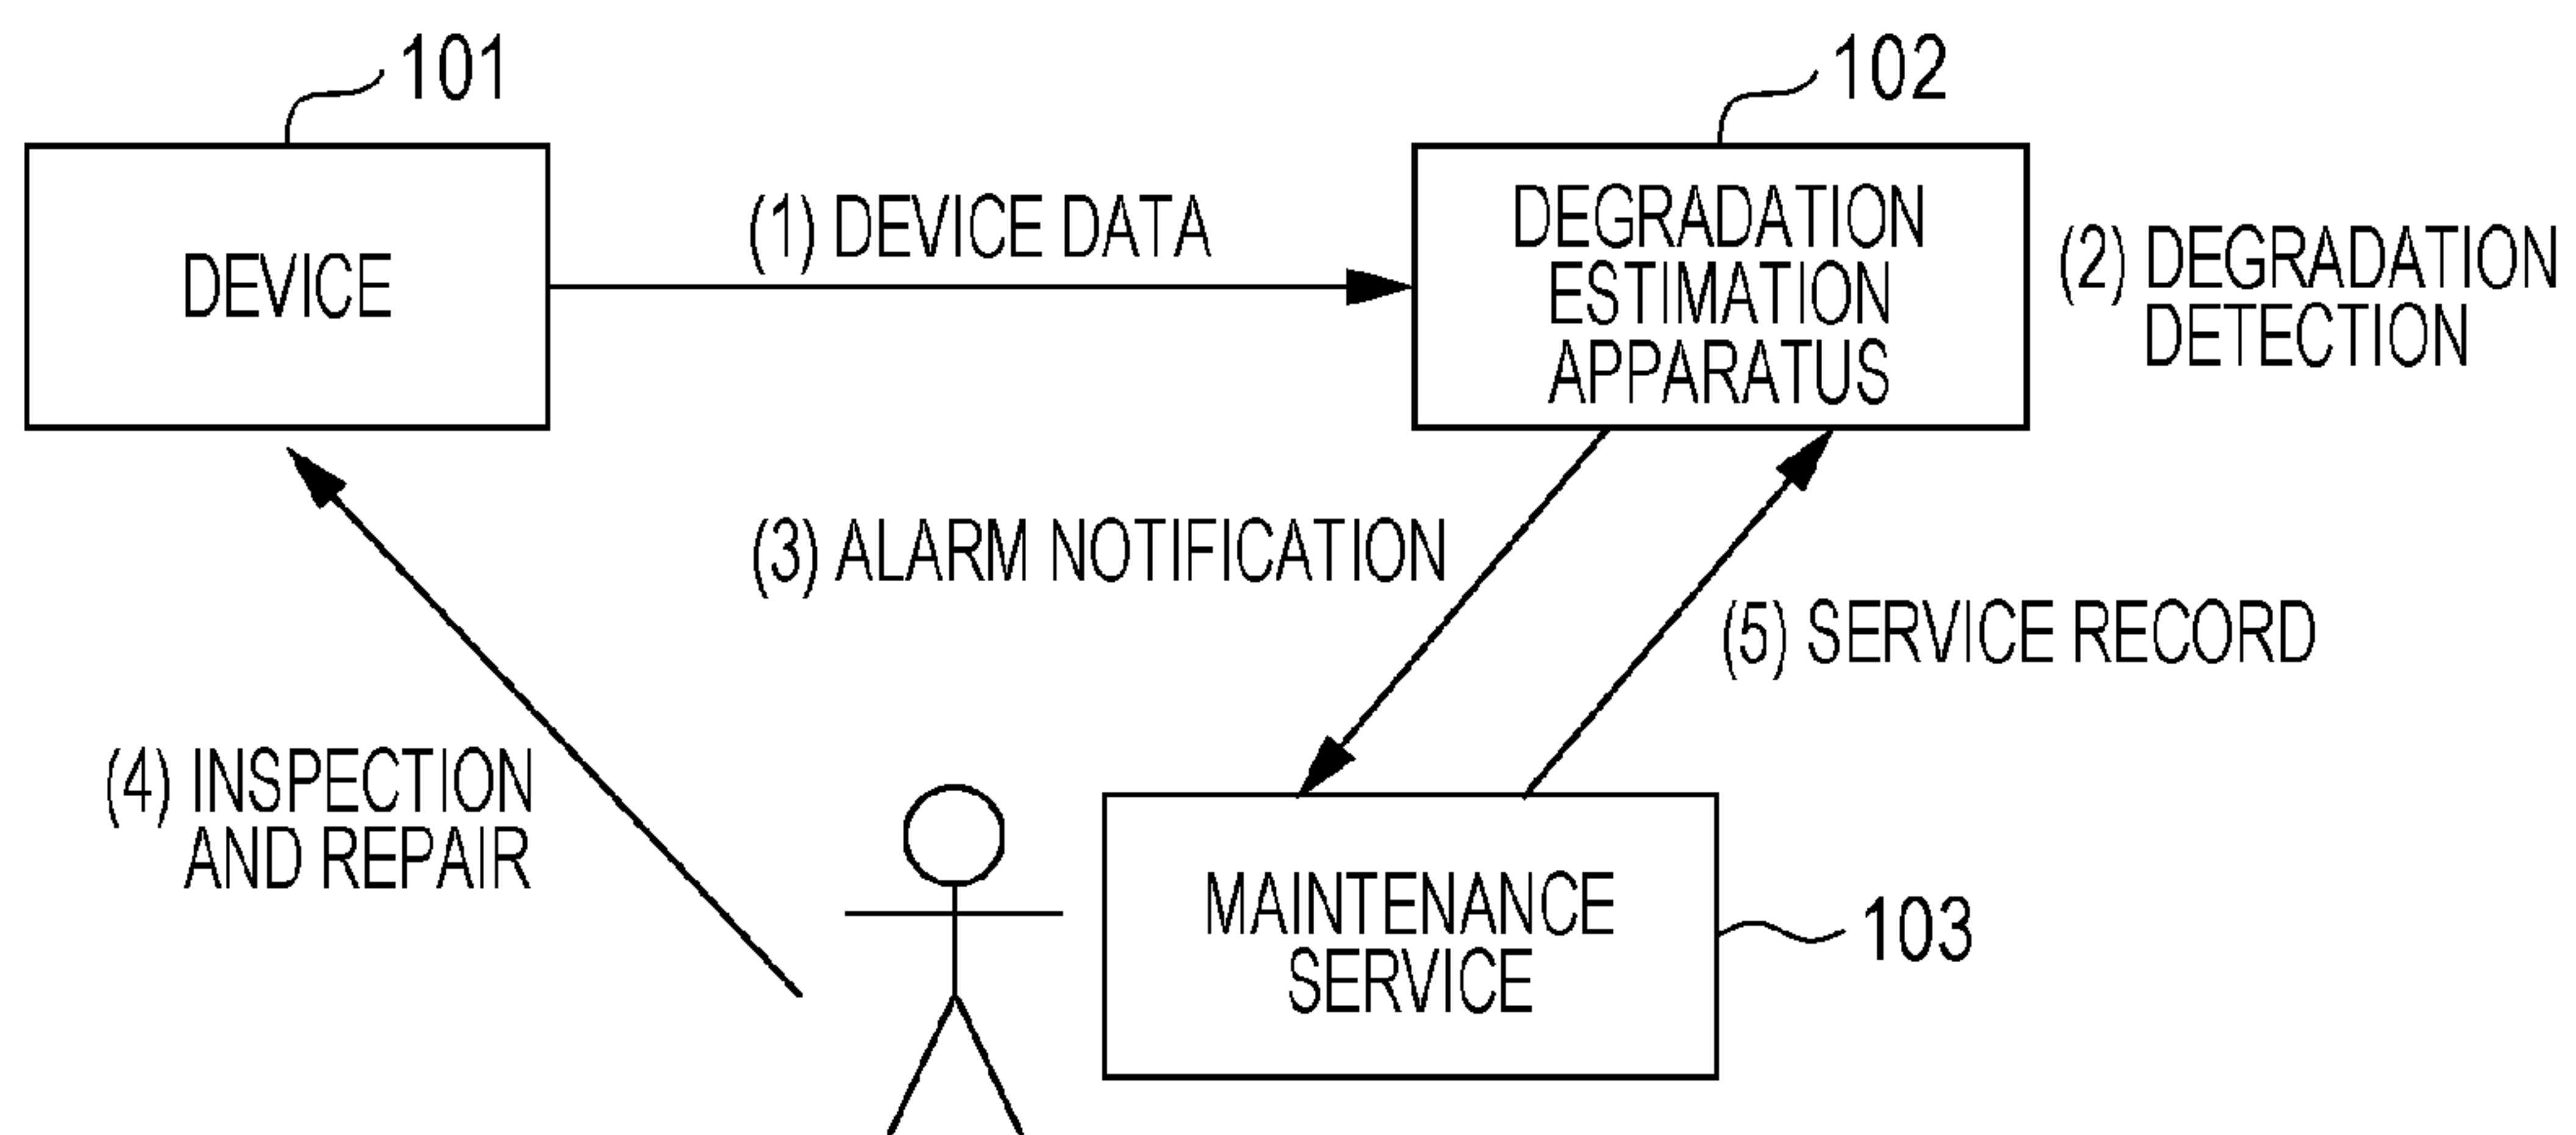 101
102
DEVICE
(1) DEVICE DATA
DEGRADATION
ESTIMATION
APPARATUS
(2) DEGRADATION
DETECTION
(3) ALARM NOTIFICATION
(5) SERVICE RECORD
(4) INSPECTION
AND REPAIR
MAINTENANCE
SERVICE
103